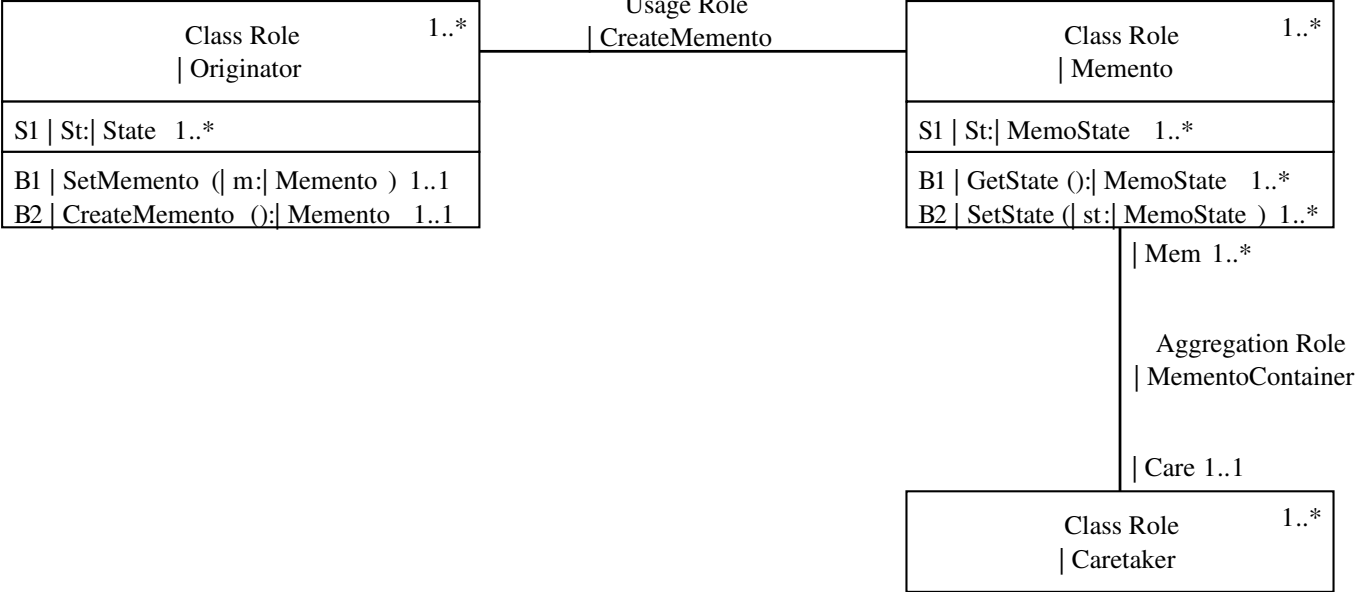 Usage Role
| CreateMemento
Class Role 1..*
| Originator
S1 | St:| State 1..*
B1 | SetMemento (| m:| Memento ) 1..1
B2 | CreateMemento ():| Memento 1..1
Class Role 1..*
| Memento
S1 | St:| MemoState 1..*
B1 | GetState ():| MemoState 1..*
B2 | SetState (| st:| MemoState ) 1..*
| Mem 1..*
Aggregation Role
| MementoContainer
| Care 1..1
Class Role 1..*
| Caretaker